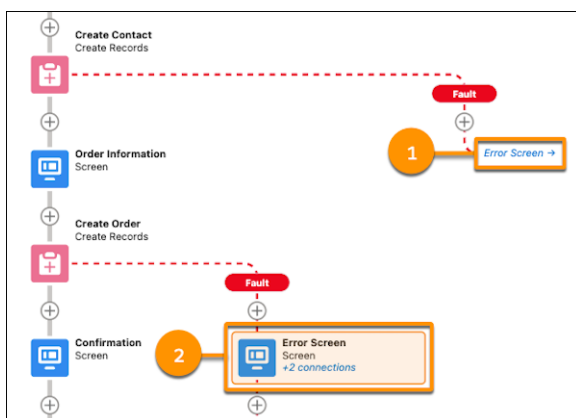 Create Contact
Create Records
Fault
1
Error Screen →
Order Information
Screen
Create Order
Create Records
Fault
Confirmation
Screen
2
Error Screen
Screen
+2 connections